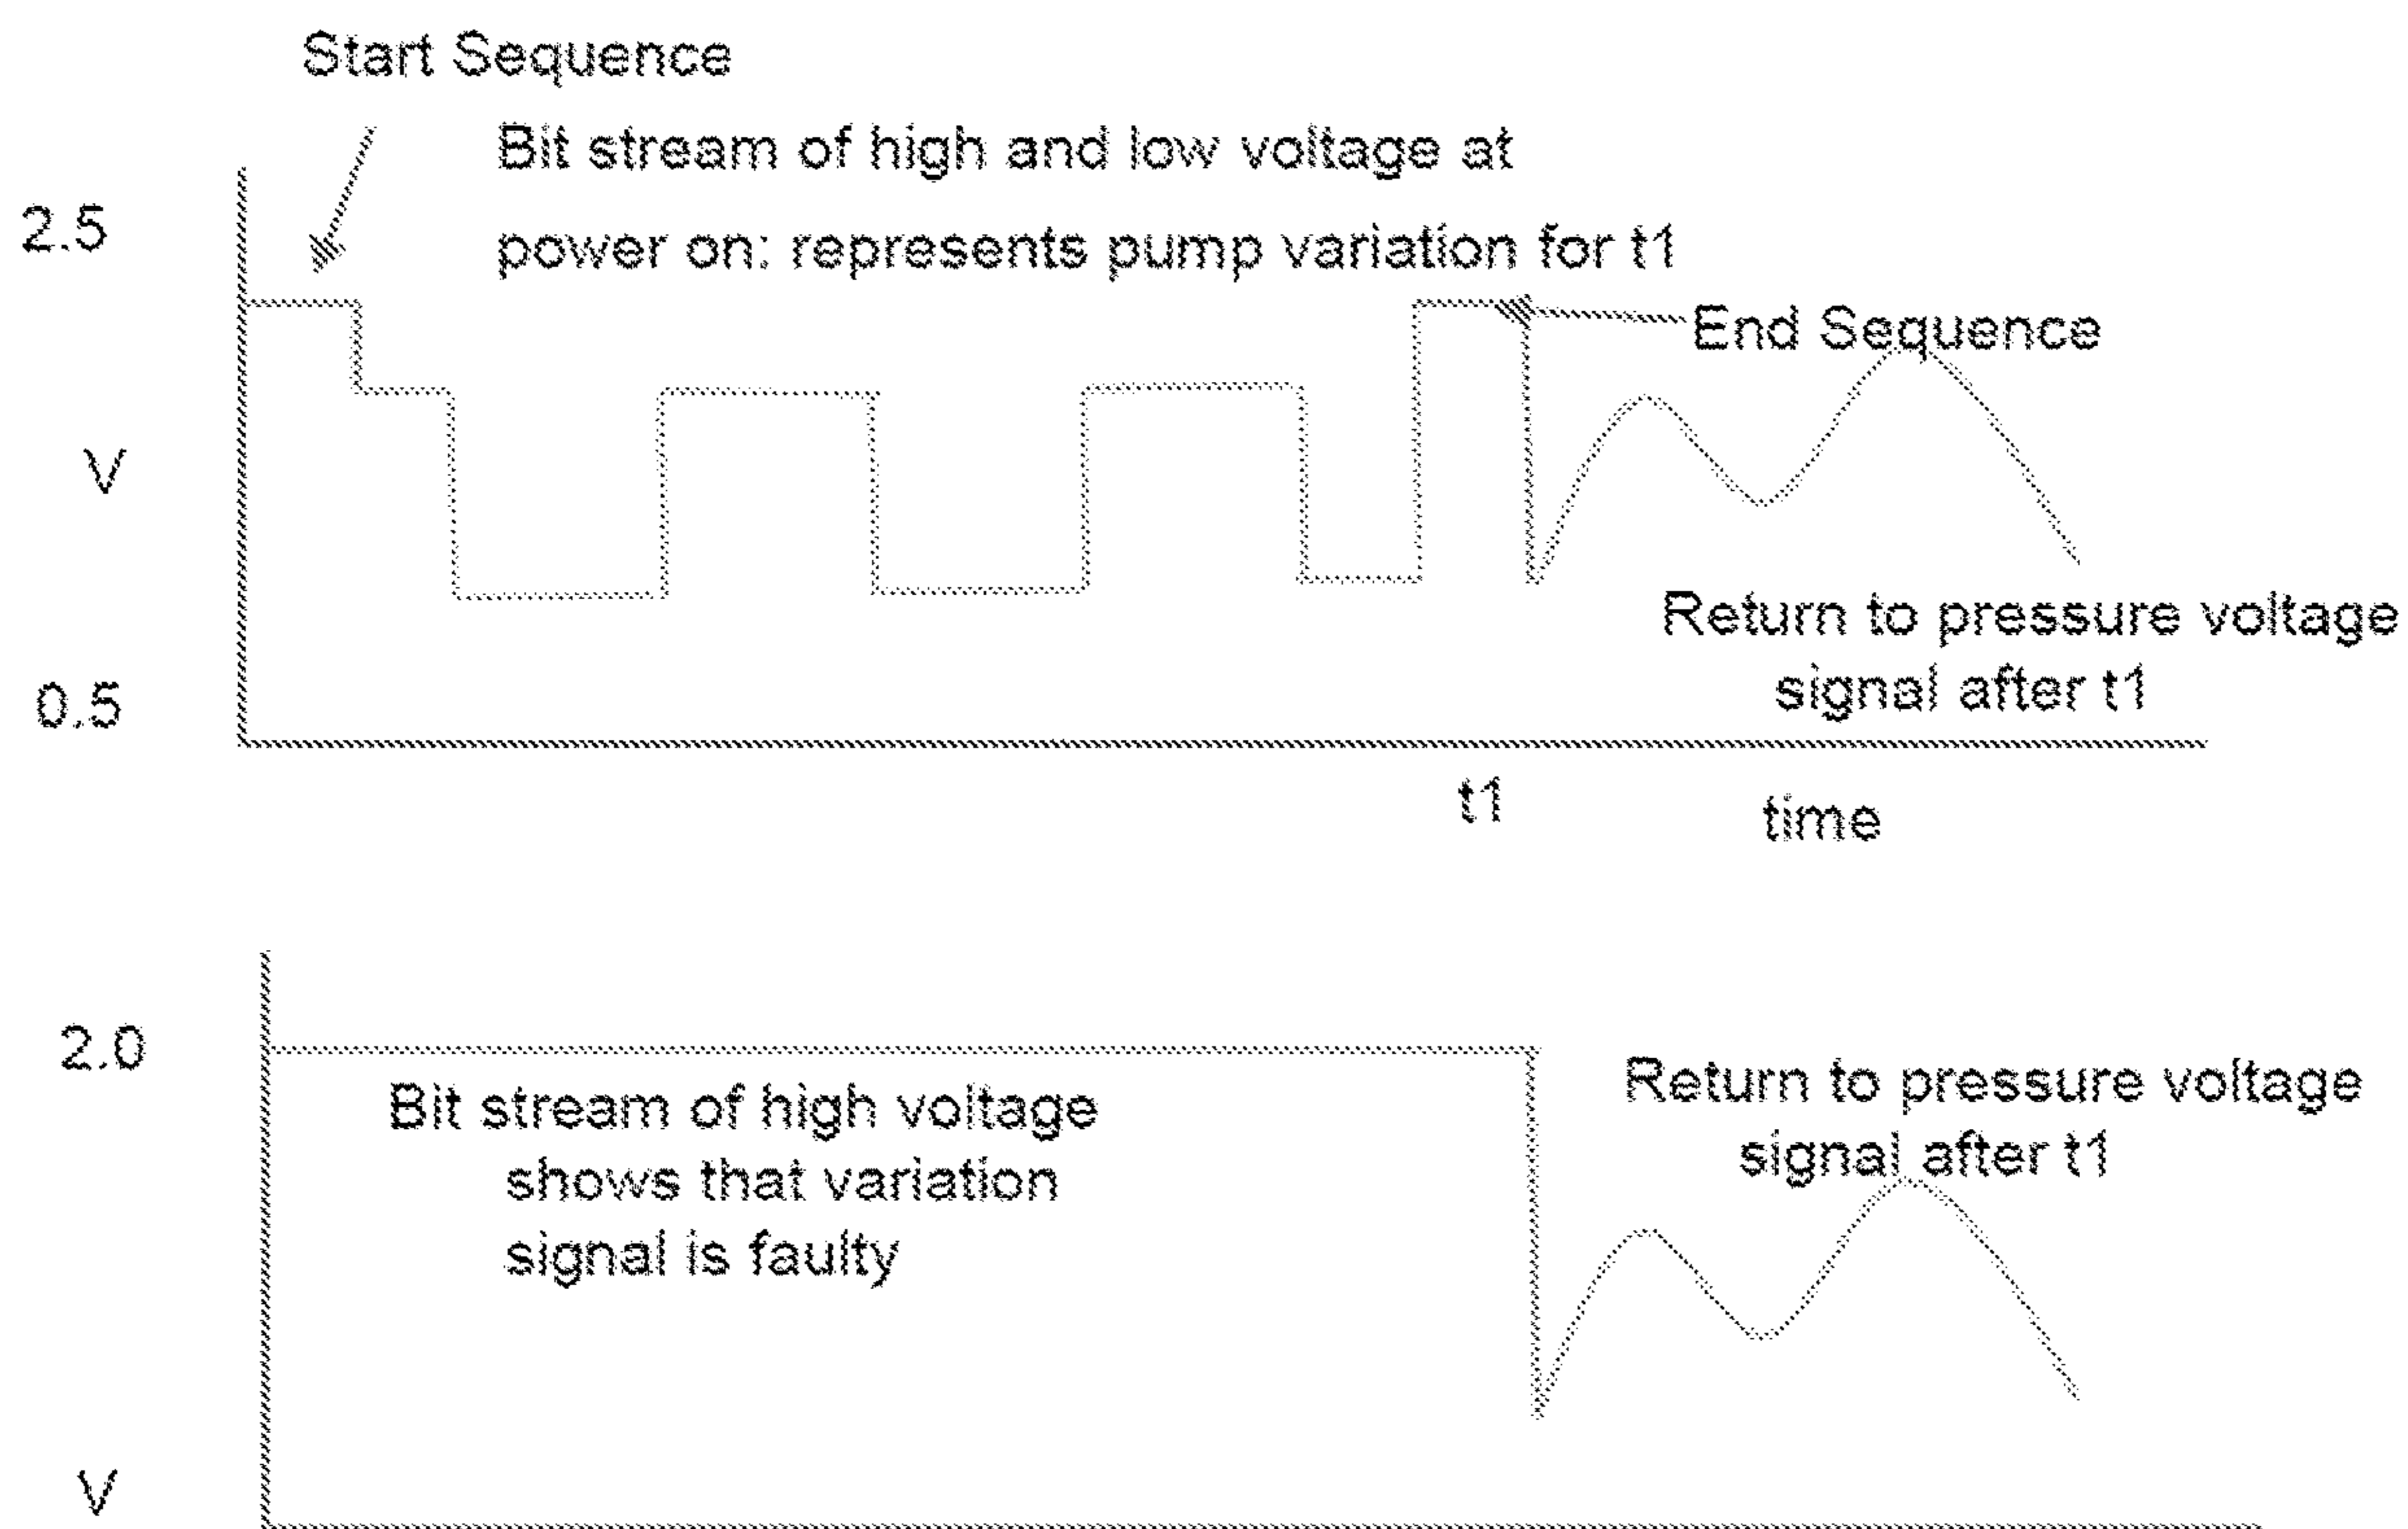 Start Sequence
Bit stream of high and low voltage at
power on: represents pump variation for t1
2.5
End Sequence
V
Return to pressure voltage
signal after t1
0.5
t1
time
2.0
Bit stream of high voltage
shows that variation
signal is faulty
Return to pressure voltage
signal after t1
V